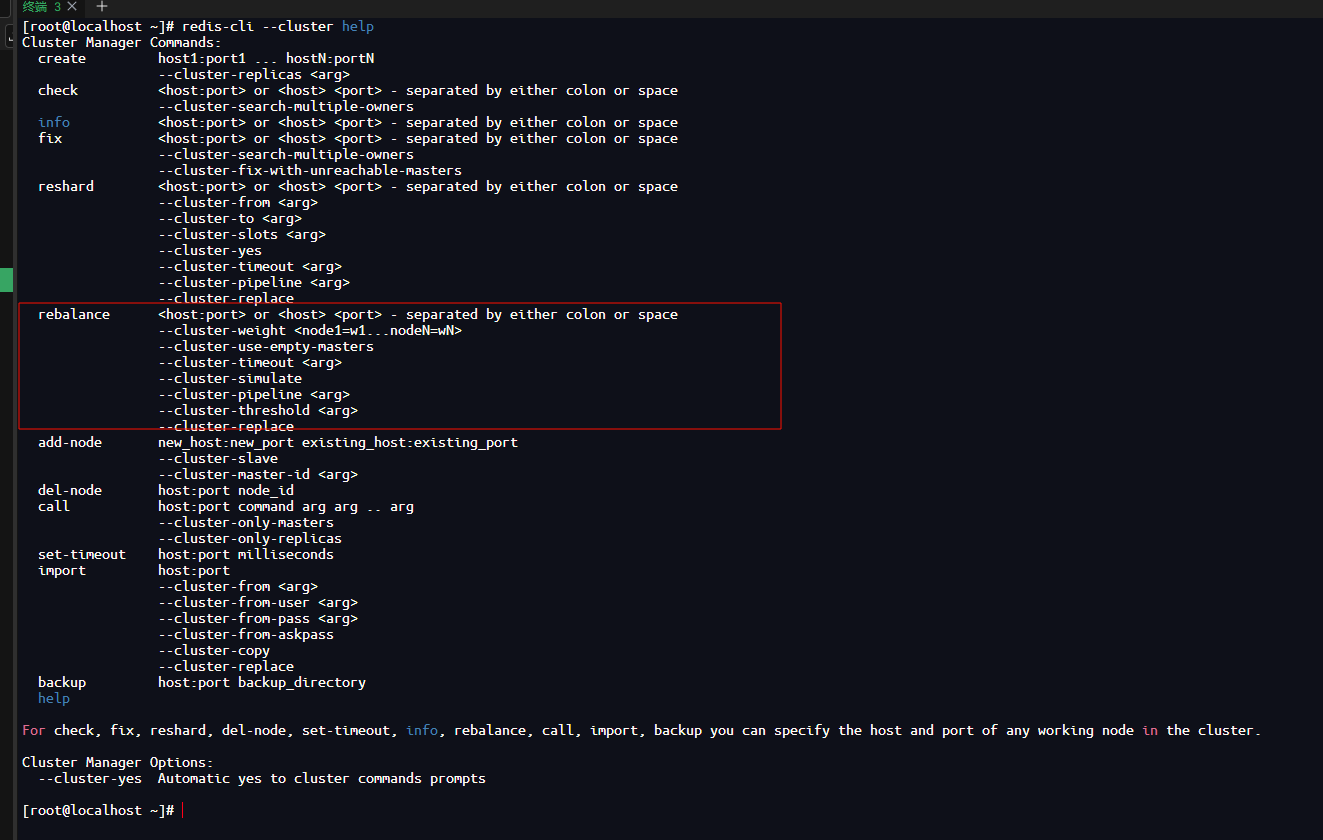 终端 3
[root@localhost ~]# redis-cli --cluster help
Cluster Manager Commands:
  create         host1:port1 ... hostN:portN
                 --cluster-replicas <arg>
  check          <host:port> or <host> <port> - separated by either colon or space
                 --cluster-search-multiple-owners
  info           <host:port> or <host> <port> - separated by either colon or space
  fix            <host:port> or <host> <port> - separated by either colon or space
                 --cluster-search-multiple-owners
                 --cluster-fix-with-unreachable-masters
  reshard        <host:port> or <host> <port> - separated by either colon or space
                 --cluster-from <arg>
                 --cluster-to <arg>
                 --cluster-slots <arg>
                 --cluster-yes
                 --cluster-timeout <arg>
                 --cluster-pipeline <arg>
                 --cluster-replace
  rebalance      <host:port> or <host> <port> - separated by either colon or space
                 --cluster-weight <node1=w1...nodeN=wN>
                 --cluster-use-empty-masters
                 --cluster-timeout <arg>
                 --cluster-simulate
                 --cluster-pipeline <arg>
                 --cluster-threshold <arg>
                 --cluster-replace
  add-node       new_host:new_port existing_host:existing_port
                 --cluster-slave
                 --cluster-master-id <arg>
  del-node       host:port node_id
  call           host:port command arg arg .. arg
                 --cluster-only-masters
                 --cluster-only-replicas
  set-timeout    host:port milliseconds
  import         host:port
                 --cluster-from <arg>
                 --cluster-from-user <arg>
                 --cluster-from-pass <arg>
                 --cluster-from-askpass
                 --cluster-copy
                 --cluster-replace
  backup         host:port backup_directory
  help
For check, fix, reshard, del-node, set-timeout, info, rebalance, call, import, backup you can specify the host and port of any working node in the cluster.
Cluster Manager Options:
  --cluster-yes  Automatic yes to cluster commands prompts
[root@localhost ~]#